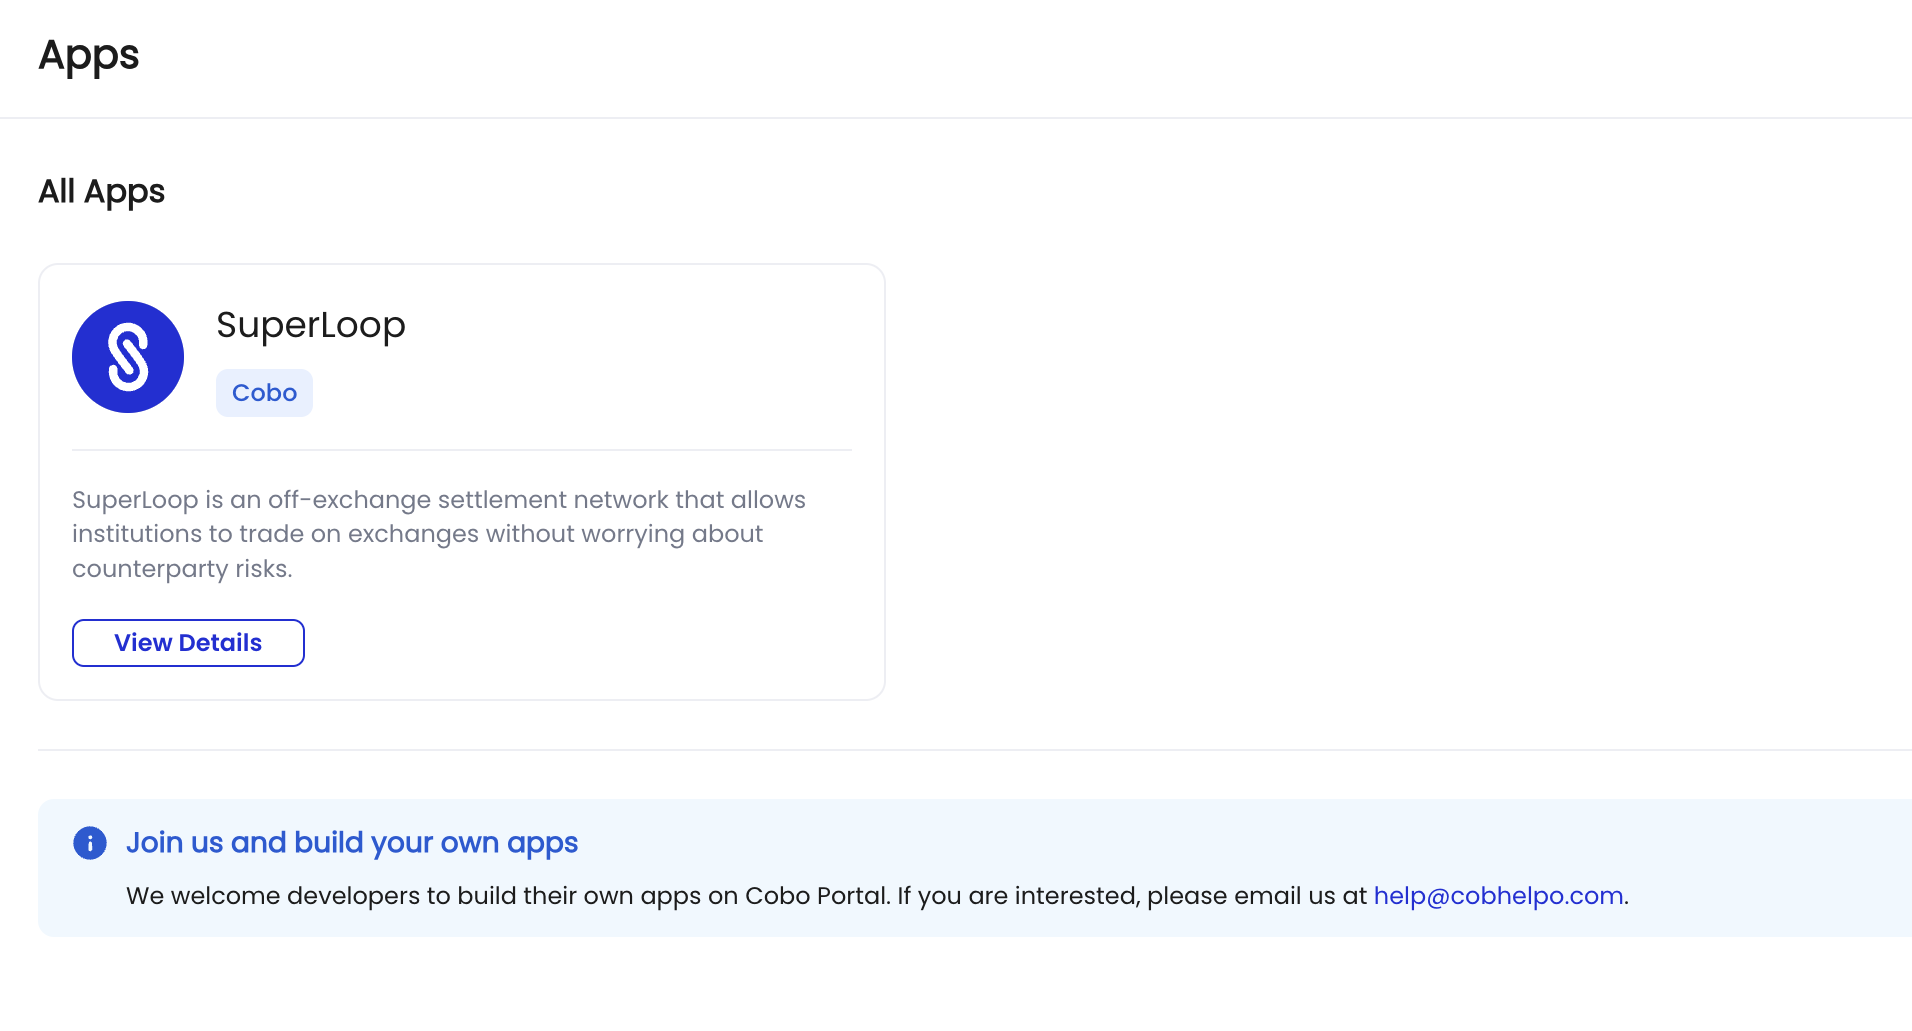 Apps
All Apps
SuperLoop
Cobo
SuperLoop is an off-exchange settlement network that allows
institutions to trade on exchanges without worrying about
counterparty risks.
View Details
Join us and build your own apps
We welcome developers to build their own apps on Cobo Portal. If you are interested, please email us at help@cobhelpo.com.